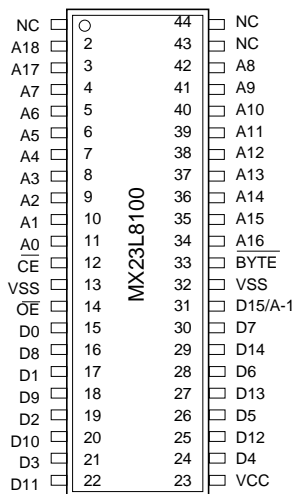 NC 44 NC
A18 2 43 NC
A17 3 42 A8
A7 4 41 A9
A6 5 40 A10
A5 6 39 A11
A4 7 38 A12
A3 8 37 A13
A2 9 36 A14
A1 10 35 A15
A0 11 34 A16
CE 12 33 BYTE
VSS 13 32 VSS
OE 14 31 D15/A-1
D0 15 30 D7
D8 16 29 D14
D1 17 28 D6
D9 18 27 D13
D2 19 26 D5
D10 20 25 D12
D3 21 24 D4
D11 22 23 VCC
MX23L8100